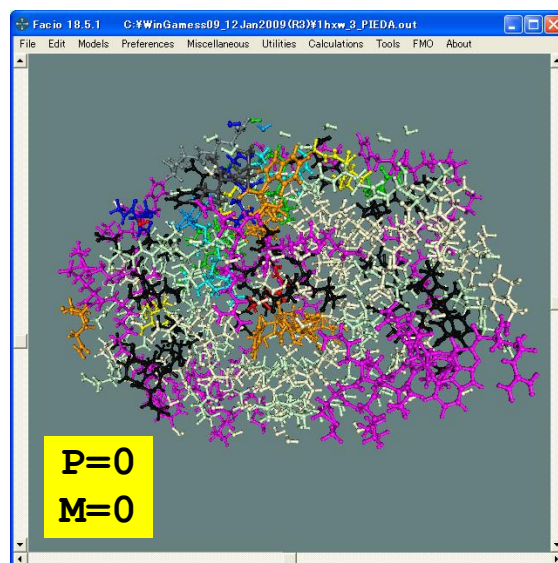 Facio 18.5.1 C:¥WinGamess09_12Jan2009(R3)¥1hxw_3_PIEDA.out
File Edit Models Preferences Miscellaneous Utilities Calculations Tools FMO About
P=0
M=0